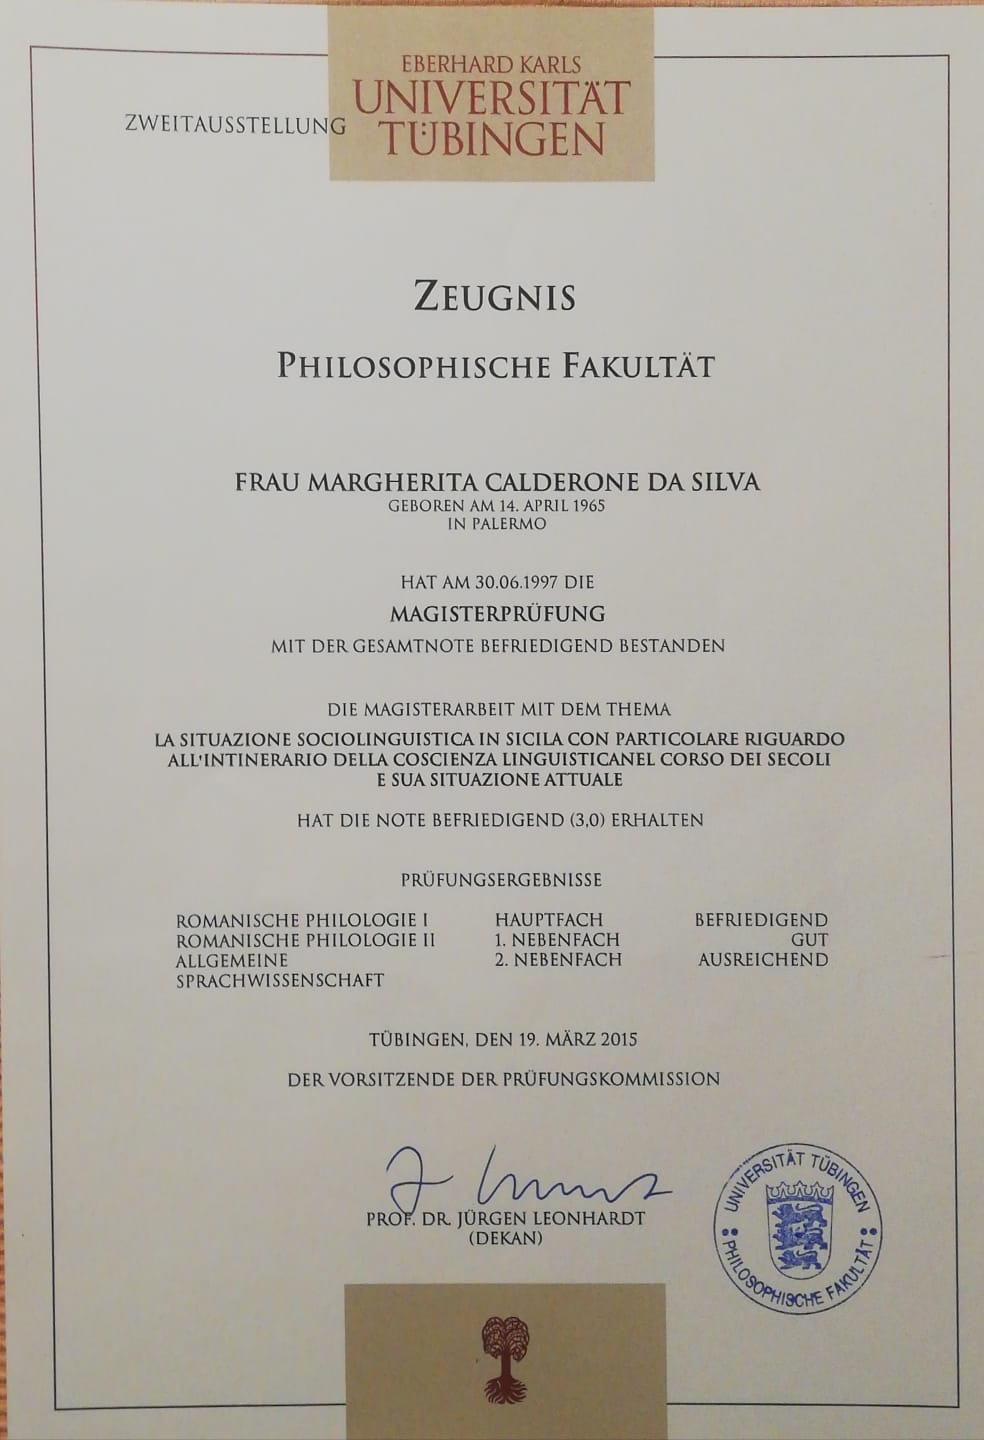 EBERHARD KARLS
UNIVERSITÄT
TÜBINGEN
ZWEITAUSSTELLUNG
ZEUGNIS
PHILOSOPHISCHE FAKULTÄT
FRAU MARGHERITA CALDERONE DA SILVA
GEBOREN AM 14. APRIL 1965
IN PALERMO
HAT AM 30.06.1997 DIE
MAGISTERPRÜFUNG
MIT DER GESAMTNOTE BEFRIEDIGEND BESTANDEN
DIE MAGISTERARBEIT MIT DEM THEMA
LA SITUAZIONE SOCIOLINGUISTICA IN SICILA CON PARTICOLARE RIGUARDO
ALL'INTINERARIO DELLA COSCIENZA LINGUISTICANEL CORSO DEI SECOLI
E SUA SITUAZIONE ATTUALE
HAT DIE NOTE BEFRIEDIGEND (3,0) ERHALTEN
PRÜFUNGSERGEBNISSE
ROMANISCHE PHILOLOGIE I HAUPTFACH BEFRIEDIGEND
ROMANISCHE PHILOLOGIE II 1. NEBENFACH GUT
ALLGEMEINE 2. NEBENFACH AUSREICHEND
SPRACHWISSENSCHAFT
TÜBINGEN, DEN 19. MÄRZ 2015
DER VORSITZENDE DER PRÜFUNGSKOMMISSION
PROF. DR. JÜRGEN LEONHARDT
(DEKAN)
UNIVERSITÄT TÜBINGEN
PHILOSOPHISCHE FAKULTÄT